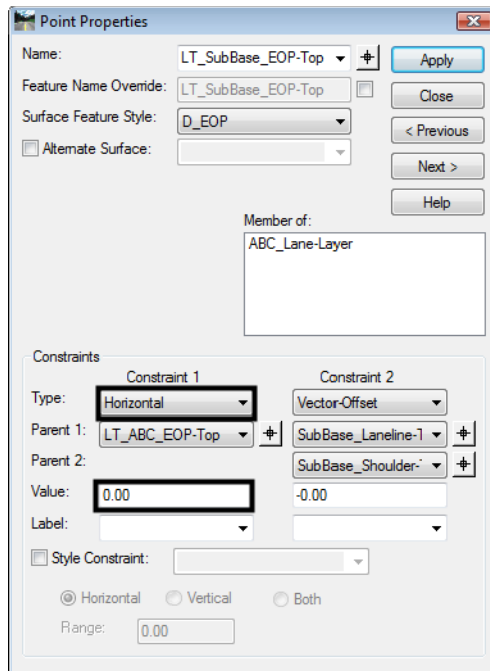 Point Properties
Name: LT_SubBase_EOP-Top
Apply
Feature Name Override: LT_SubBase_EOP-Top
Close
Surface Feature Style: D_EOP
< Previous
Alternate Surface:
Next >
Help
Member of:
ABC_Lane-Layer
Constraints
Constraint 1 Constraint 2
Type: Horizontal Vector-Offset
Parent 1: LT_ABC_EOP-Top SubBase_Laneline-T
Parent 2: SubBase_Shoulder-
Value: 0.00 -0.00
Label:
Style Constraint:
Horizontal Vertical Both
Range: 0.00